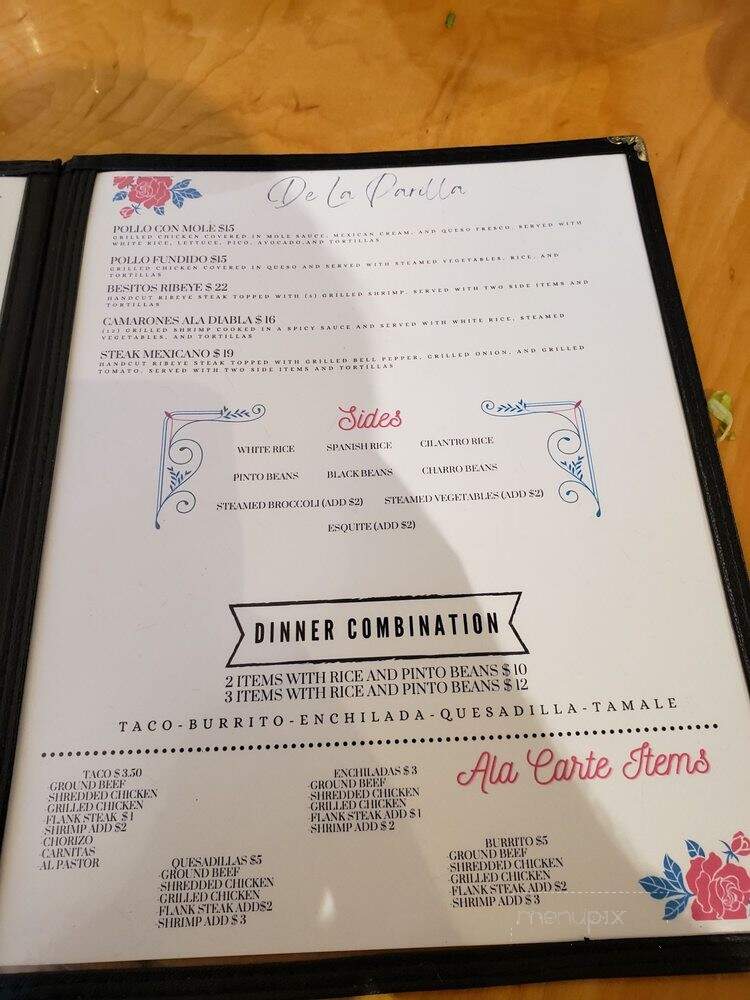 De La Parilla
POLLO CON MOLE $15
GRILLED CHICKEN COVERED IN MOLE SAUCE, MEXICAN CREAM, AND QUESO FRESCO. SERVED WITH
WHITE RICE, LETTUCE, PICO, AVOCADO, AND TORTILLAS
POLLO FUNDIDO $15
GRILLED CHICKEN COVERED IN QUESO AND SERVED WITH STEAMED VEGETABLES, RICE, AND
TORTILLAS
BESITOS RIBEYE $ 22
HANDCUT RIBEYE STEAK TOPPED WITH (5) GRILLED SHRIMP. SERVED WITH TWO SIDE ITEMS AND
TORTILLAS
CAMARONES ALA DIABLA $ 16
(12) GRILLED SHRIMP COOKED IN A SPICY SAUCE AND SERVED WITH WHITE RICE, STEAMED
VEGETABLES, AND TORTILLAS
STEAK MEXICANO $ 19
HANDCUT RIBEYE STEAK TOPPED WITH GRILLED BELL PEPPER, GRILLED ONION, AND GRILLED
TOMATO. SERVED WITH TWO SIDE ITEMS AND TORTILLAS
Sides
WHITE RICE SPANISH RICE CILANTRO RICE
PINTO BEANS BLACK BEANS CHARRO BEANS
STEAMED BROCCOLI (ADD $2) STEAMED VEGETABLES (ADD $2)
ESQUITE (ADD $2)
DINNER COMBINATION
2 ITEMS WITH RICE AND PINTO BEANS $ 10
3 ITEMS WITH RICE AND PINTO BEANS $ 12
TACO-BURRITO-ENCHILADA-QUESADILLA-TAMALE
Ala Carte Items
TACO $ 3.50
-GROUND BEEF
-SHREDDED CHICKEN
-GRILLED CHICKEN
-FLANK STEAK $1
-SHRIMP ADD $2
-CHORIZO
-CARNITAS
-AL PASTOR
QUESADILLAS $5
-GROUND BEEF
-SHREDDED CHICKEN
-GRILLED CHICKEN
-FLANK STEAK ADD$2
-SHRIMP ADD $ 3
ENCHILADAS $ 3
-GROUND BEEF
-SHREDDED CHICKEN
-GRILLED CHICKEN
-FLANK STEAK ADD $1
-SHRIMP ADD $ 2
BURRITO $5
-GROUND BEEF
-SHREDDED CHICKEN
-GRILLED CHICKEN
-FLANK STEAK ADD $2
-SHRIMP ADD $ 3
menupix